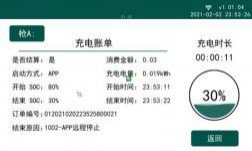 v1.01.04
2021-02-02 23:53:26
枪A:
充电账单
是否结算: 是
消费金额: 0.03
启动方式: APP
充电电量: 0.019kWh
开始 SOC: 80%
开始时间: 23:53:11
结束 SOC: 30%
结束时间: 23:53:22
订单编号: 0120210202223525800021
结束原因: 1002-APP远程停止
充电时长
00:00:11
30%
返回